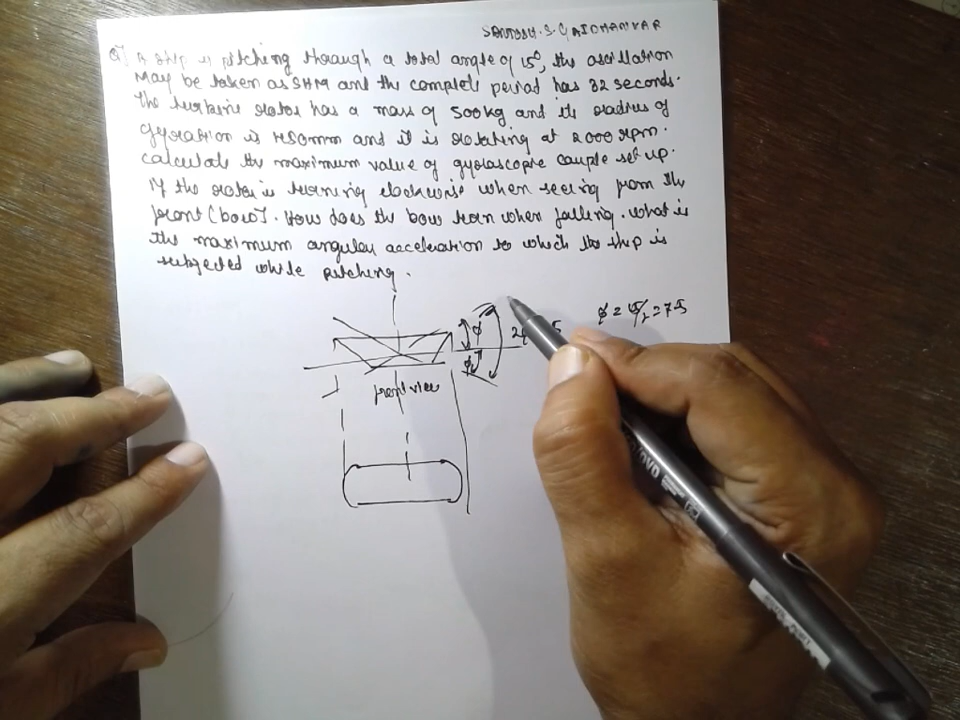 SANTOSH.S.GAIDHANKAR
Q] A ship is pitching through a total angle of 15°, the oscillation
May be taken as SHM and the complete period has 32 seconds.
The turbine rotor has a mass of 500kg and its radius of
gyration is 450mm and it is rotating at 2000 rpm.
calculate the maximum value of gyroscopic couple set up.
If the rotor is turning clockwise when seeing from the
front (bow). How does the bow turn when falling. what is
the maximum angular acceleration to which the ship is
subjected while pitching.
φ = 15/2 = 7.5
φ
φ
front view